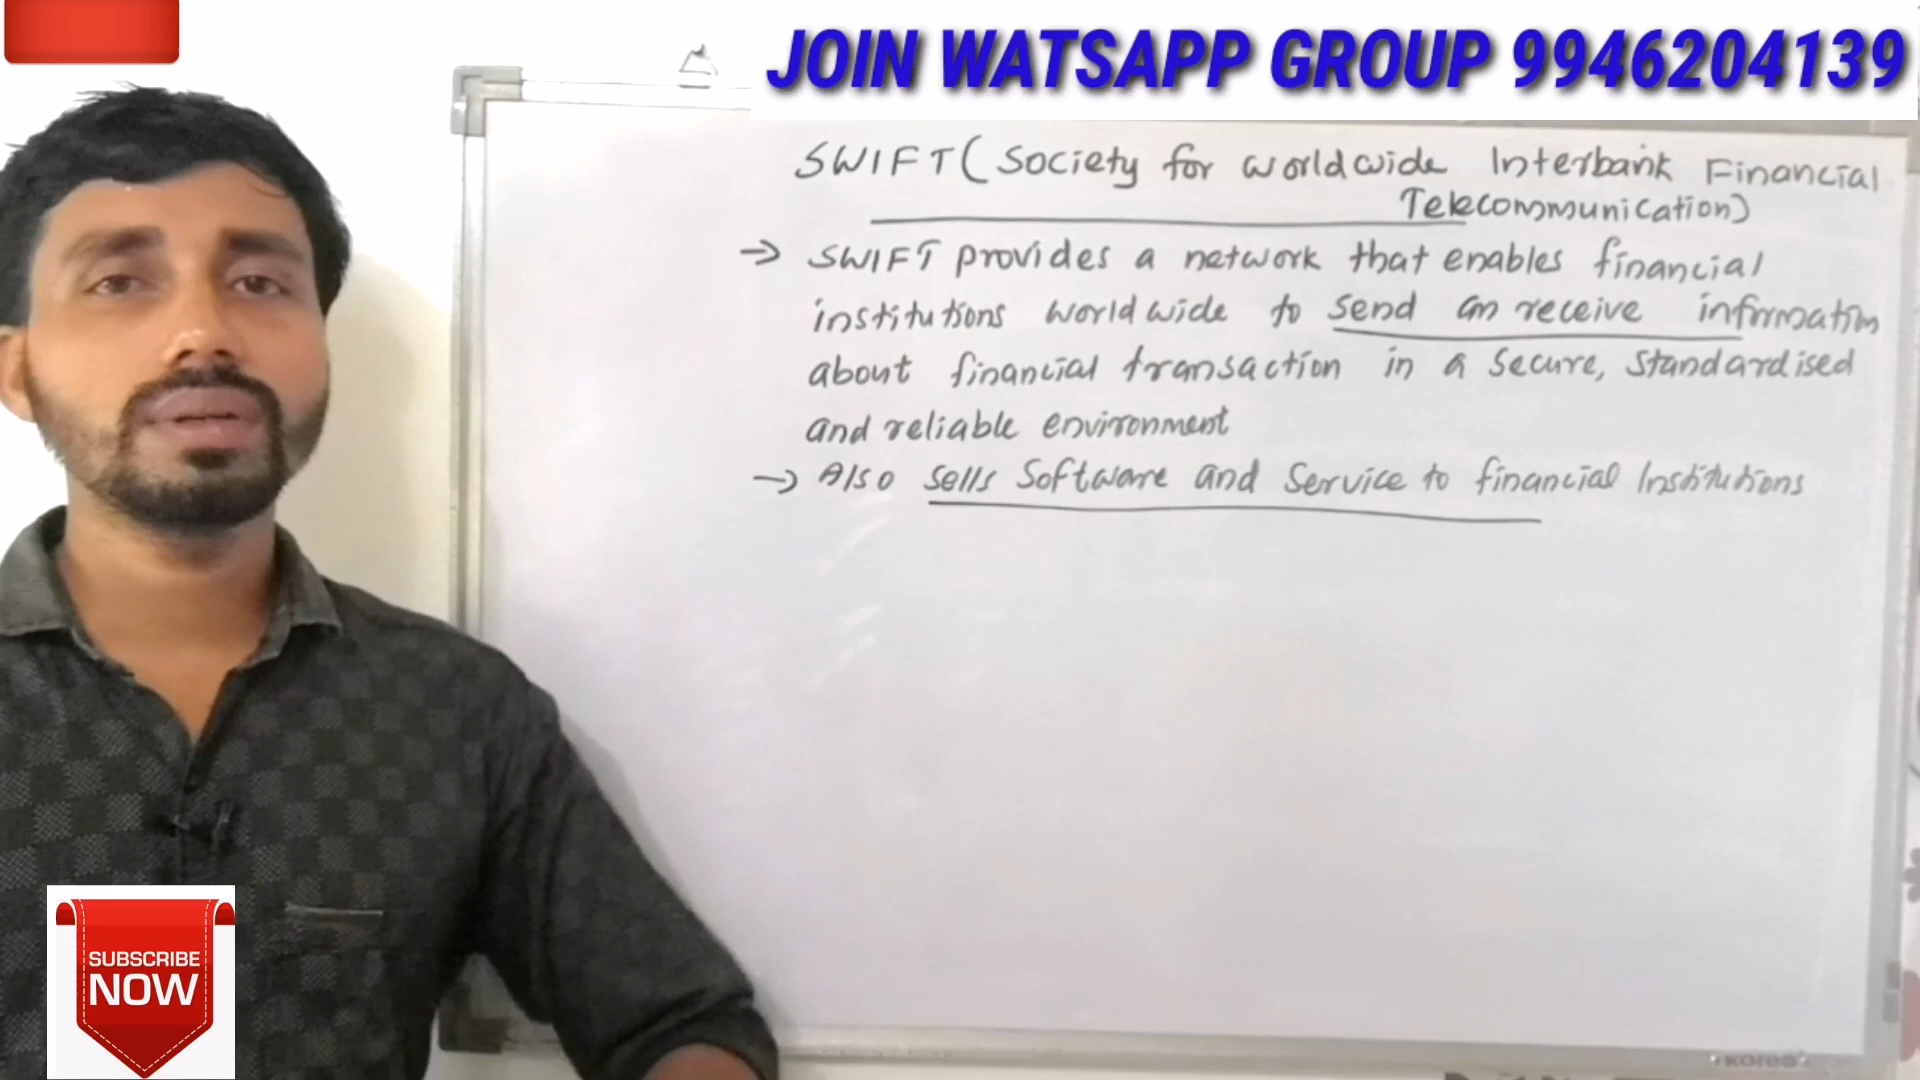 JOIN WATSAPP GROUP 9946204139
SWIFT (Society for worldwide Interbank Financial
Telecommunication)
→ SWIFT provides a network that enables financial
institutions world wide to send an receive information
about financial transaction in a secure, standardised
and reliable environment
→ Also sells Software and Service to financial Institutions
SUBSCRIBE
NOW
kores